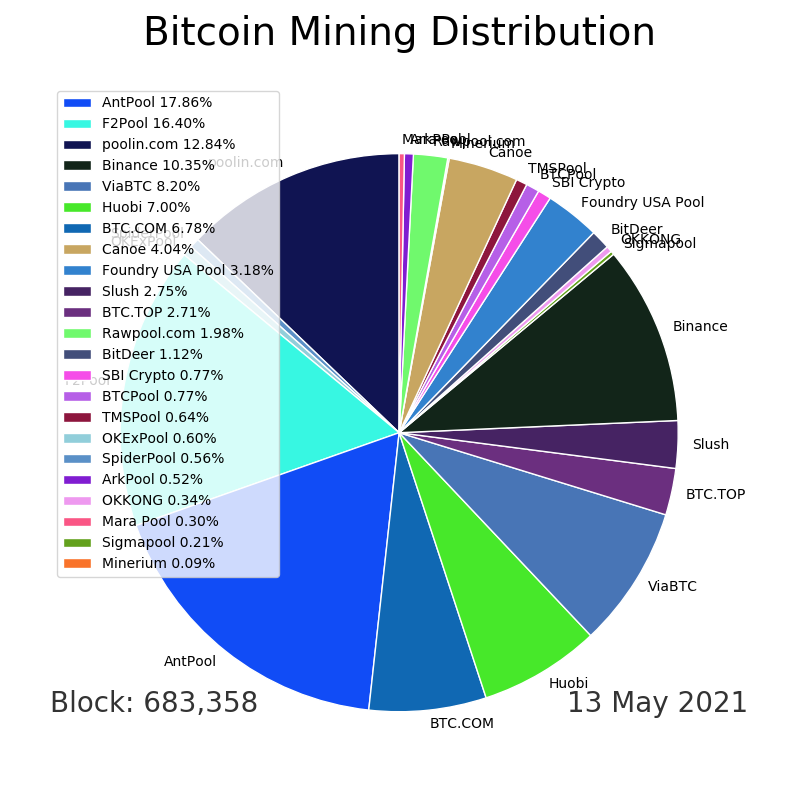 Bitcoin Mining Distribution
AntPool 17.86%
F2Pool 16.40%
poolin.com 12.84%
Binance 10.35%
ViaBTC 8.20%
Huobi 7.00%
BTC.COM 6.78%
Canoe 4.04%
Foundry USA Pool 3.18%
Slush 2.75%
BTC.TOP 2.71%
Rawpool.com 1.98%
BitDeer 1.12%
SBI Crypto 0.77%
BTCPool 0.77%
TMSPool 0.64%
OKExPool 0.60%
SpiderPool 0.56%
ArkPool 0.52%
OKKONG 0.34%
Mara Pool 0.30%
Sigmapool 0.21%
Minerium 0.09%
Mara Pool
ArkPool
Rawpool.com
Minerium
Canoe
TMSPool
BTCPool
SBI Crypto
Foundry USA Pool
BitDeer
OKKONG
Sigmapool
Binance
Slush
BTC.TOP
ViaBTC
Huobi
BTC.COM
AntPool
F2Pool
OKExPool
poolin.com
Block: 683,358
13 May 2021